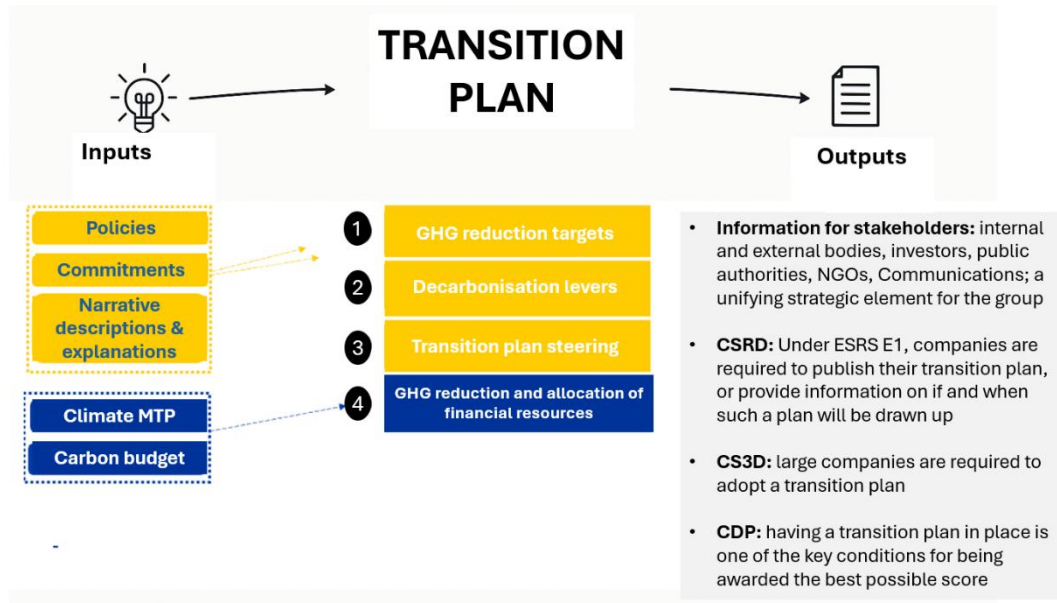 TRANSITION
PLAN
Inputs
Outputs
Policies
Commitments
Narrative
descriptions &
explanations
Climate MTP
Carbon budget
-
1
GHG reduction targets
2
Decarbonisation levers
3
Transition plan steering
4
GHG reduction and allocation of
financial resources
• Information for stakeholders: internal
and external bodies, investors, public
authorities, NGOs, Communications; a
unifying strategic element for the group
• CSRD: Under ESRS E1, companies are
required to publish their transition plan,
or provide information on if and when
such a plan will be drawn up
• CS3D: large companies are required to
adopt a transition plan
• CDP: having a transition plan in place is
one of the key conditions for being
awarded the best possible score